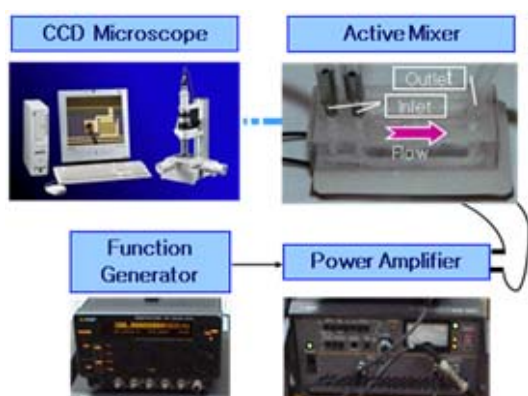 CCD Microscope
Active Mixer
Outlet
Inlet
Flow
Function
Generator
Power Amplifier